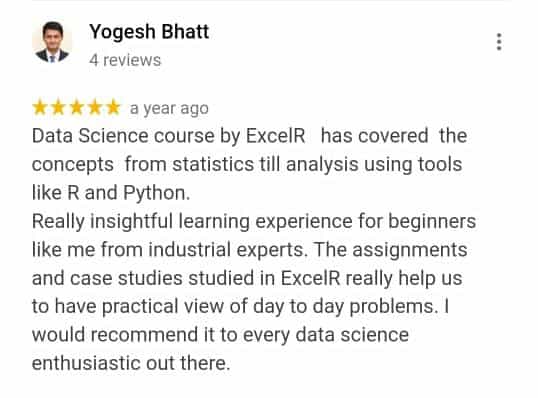 Yogesh Bhatt
4 reviews
a year ago
Data Science course by ExcelR has covered the
concepts from statistics till analysis using tools
like R and Python.
Really insightful learning experience for beginners
like me from industrial experts. The assignments
and case studies studied in ExcelR really help us
to have practical view of day to day problems. I
would recommend it to every data science
enthusiastic out there.